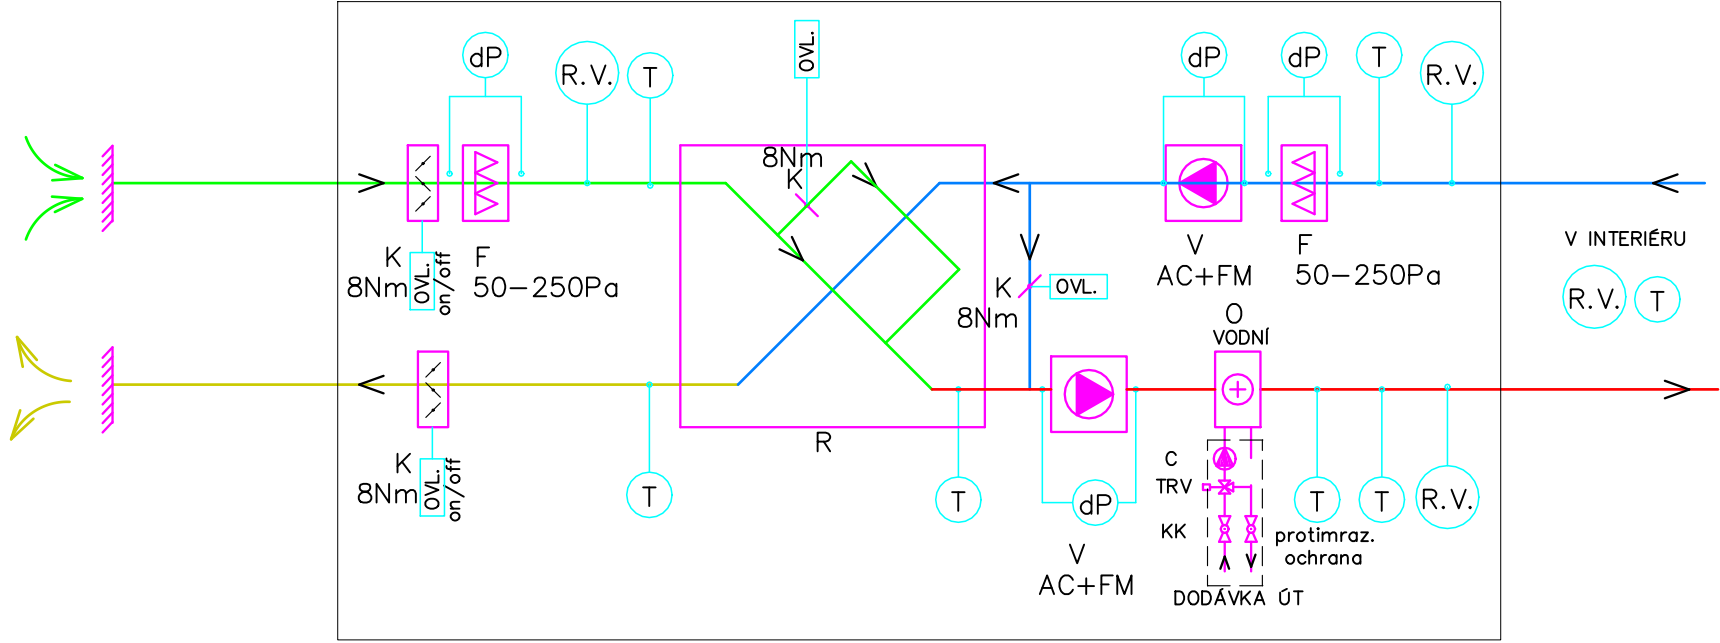 dP
R.V.
T
OVL.
dP
dP
T
R.V.
8Nm
K
K
8Nm
OVL.
on/off
F
50-250Pa
K
8Nm
OVL.
V
AC+FM
F
50-250Pa
V INTERIÉRU
R.V.
T
O
VODNÍ
R
K
8Nm
OVL.
on/off
T
T
dP
V
AC+FM
C
TRV
KK
T
T
R.V.
protimraz.
ochrana
DODÁVKA ÚT